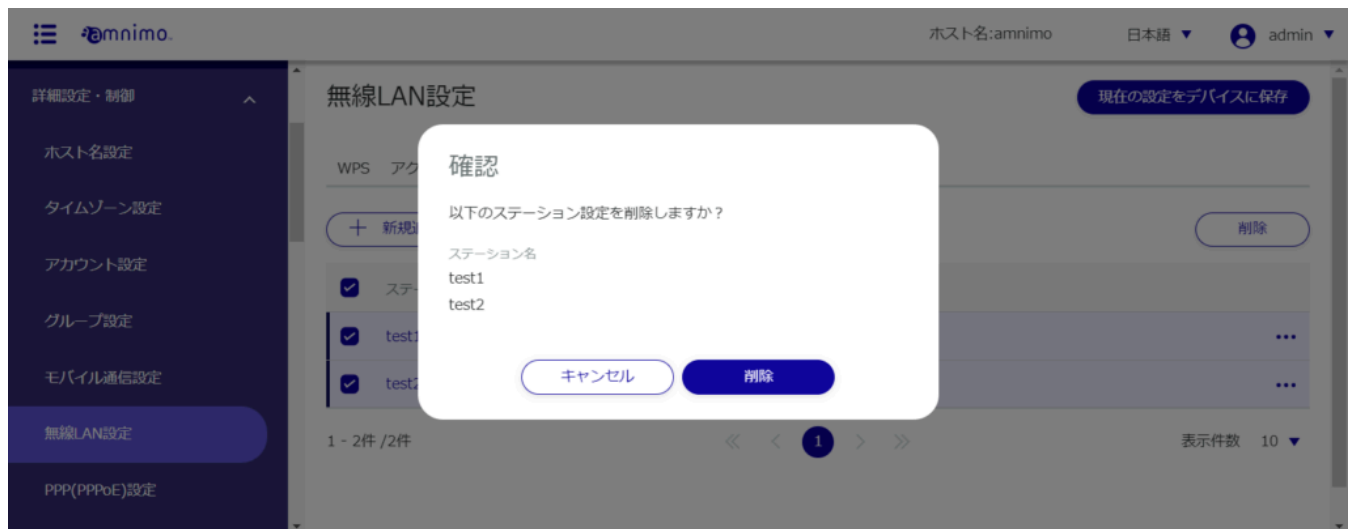 amnimo
ホスト名:amnimo 日本語 ▼ admin ▼
詳細設定・制御
ホスト名設定
タイムゾーン設定
アカウント設定
グループ設定
モバイル通信設定
無線LAN設定
PPP(PPPoE)設定
無線LAN設定
現在の設定をデバイスに保存
WPS アク
+ 新規
削除
ステー
test1
test2
1 - 2件 /2件
≪ < 1 > ≫
表示件数 10 ▼
確認
以下のステーション設定を削除しますか？
ステーション名
test1
test2
キャンセル 削除